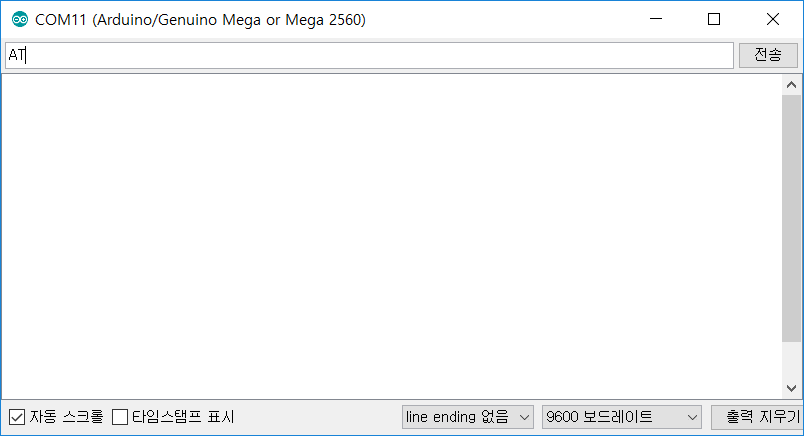 COM11 (Arduino/Genuino Mega or Mega 2560)
AT
전송
자동 스크롤 타임스탬프 표시 line ending 없음 9600 보드레이트 출력 지우기